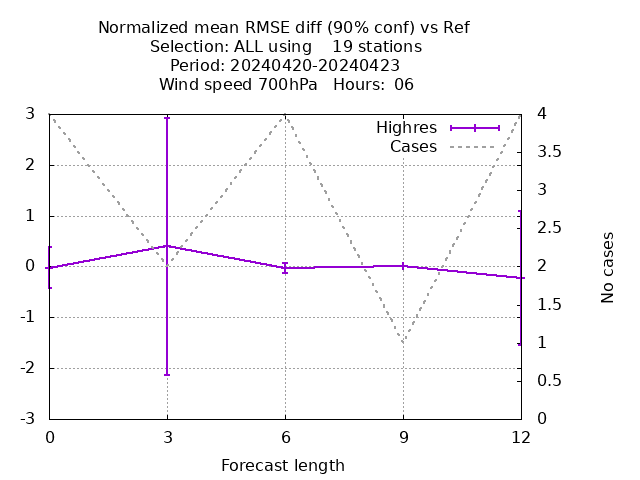 Normalized mean RMSE diff (90% conf) vs Ref
Selection: ALL using    19 stations
Period: 20240420-20240423
Wind speed 700hPa   Hours:  06
Highres
Cases
3
2
1
0
-1
-2
-3
4
3.5
3
2.5
2
1.5
1
0.5
0
No cases
0 3 6 9 12
Forecast length